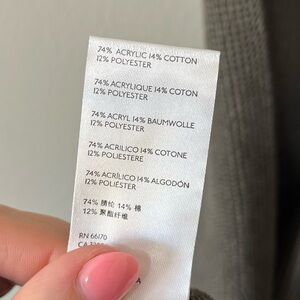 74% ACRYLIC 14% COTTON
12% POLYESTER
74% ACRYLIQUE 14% COTON
12% POLYESTER
74% ACRYL 14% BAUMWOLLE
12% POLYESTER
74% ACRILICO 14% COTONE
12% POLIESTERE
74% ACRÍLICO 14% ALGODÓN
12% POLIÉSTER
74% 腈纶 14% 棉
12% 聚酯纤维
RN 66170
CA